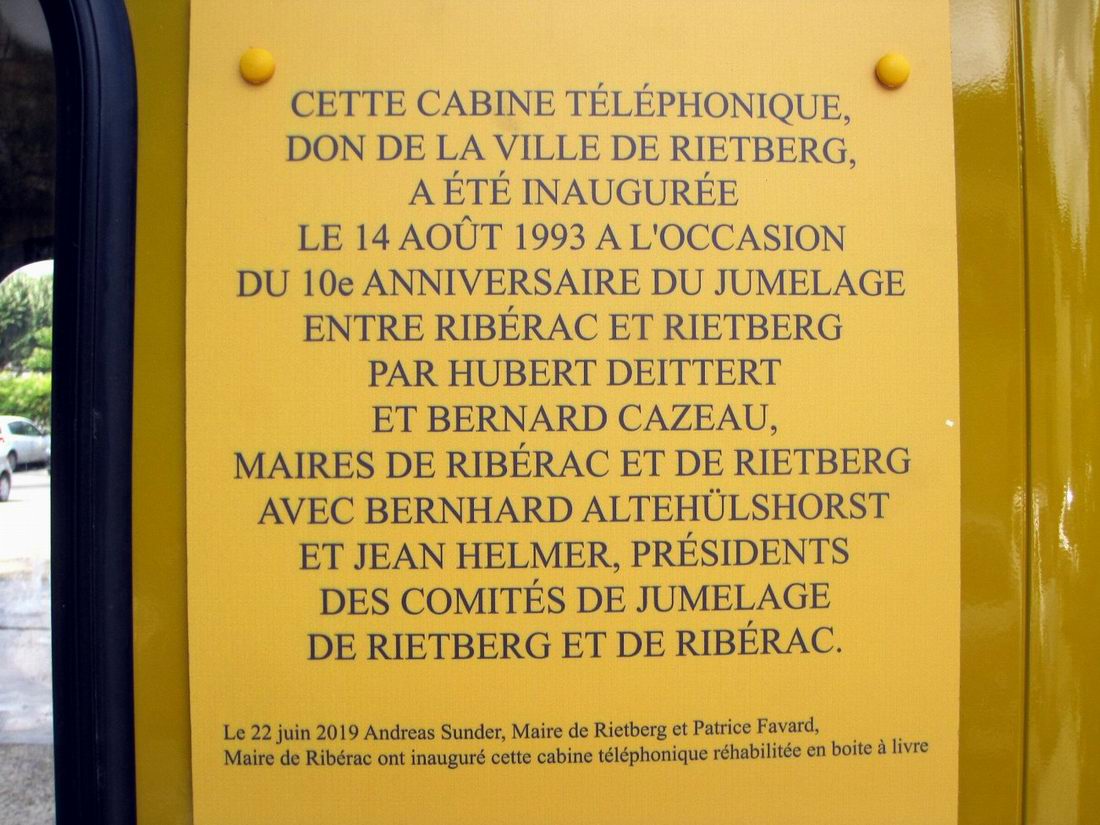 CETTE CABINE TÉLÉPHONIQUE,
DON DE LA VILLE DE RIETBERG,
A ÉTÉ INAUGURÉE
LE 14 AOÛT 1993 A L'OCCASION
DU 10e ANNIVERSAIRE DU JUMELAGE
ENTRE RIBÉRAC ET RIETBERG
PAR HUBERT DEITTERT
ET BERNARD CAZEAU,
MAIRES DE RIBÉRAC ET DE RIETBERG
AVEC BERNHARD ALTEHÜLSHORST
ET JEAN HELMER, PRÉSIDENTS
DES COMITÉS DE JUMELAGE
DE RIETBERG ET DE RIBÉRAC.
Le 22 juin 2019 Andreas Sunder, Maire de Rietberg et Patrice Favard,
Maire de Ribérac ont inauguré cette cabine téléphonique réhabilitée en boite à livre